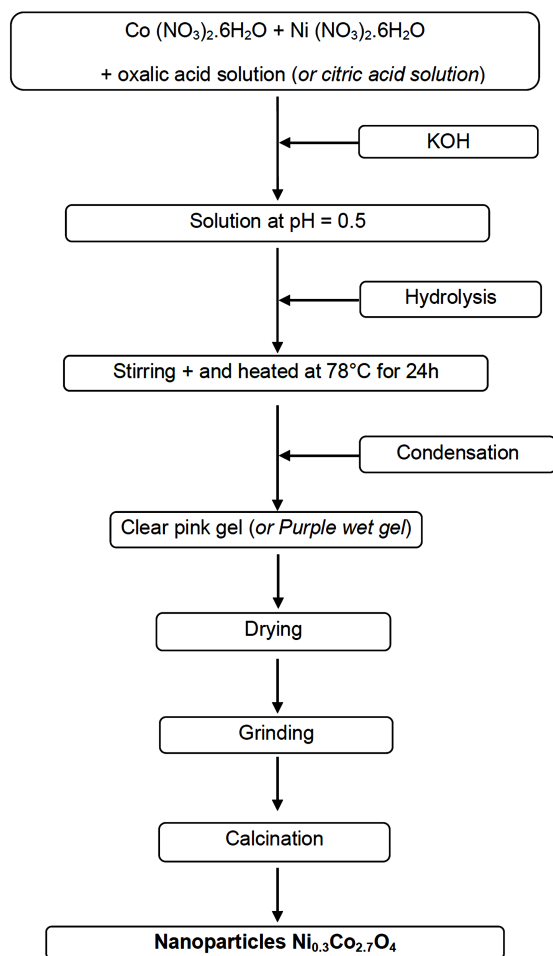 Co (NO₃)₂.6H₂O + Ni (NO₃)₂.6H₂O
+ oxalic acid solution (or citric acid solution)
KOH
Solution at pH = 0.5
Hydrolysis
Stirring + and heated at 78°C for 24h
Condensation
Clear pink gel (or Purple wet gel)
Drying
Grinding
Calcination
Nanoparticles Ni₀.₃Co₂.₇O₄